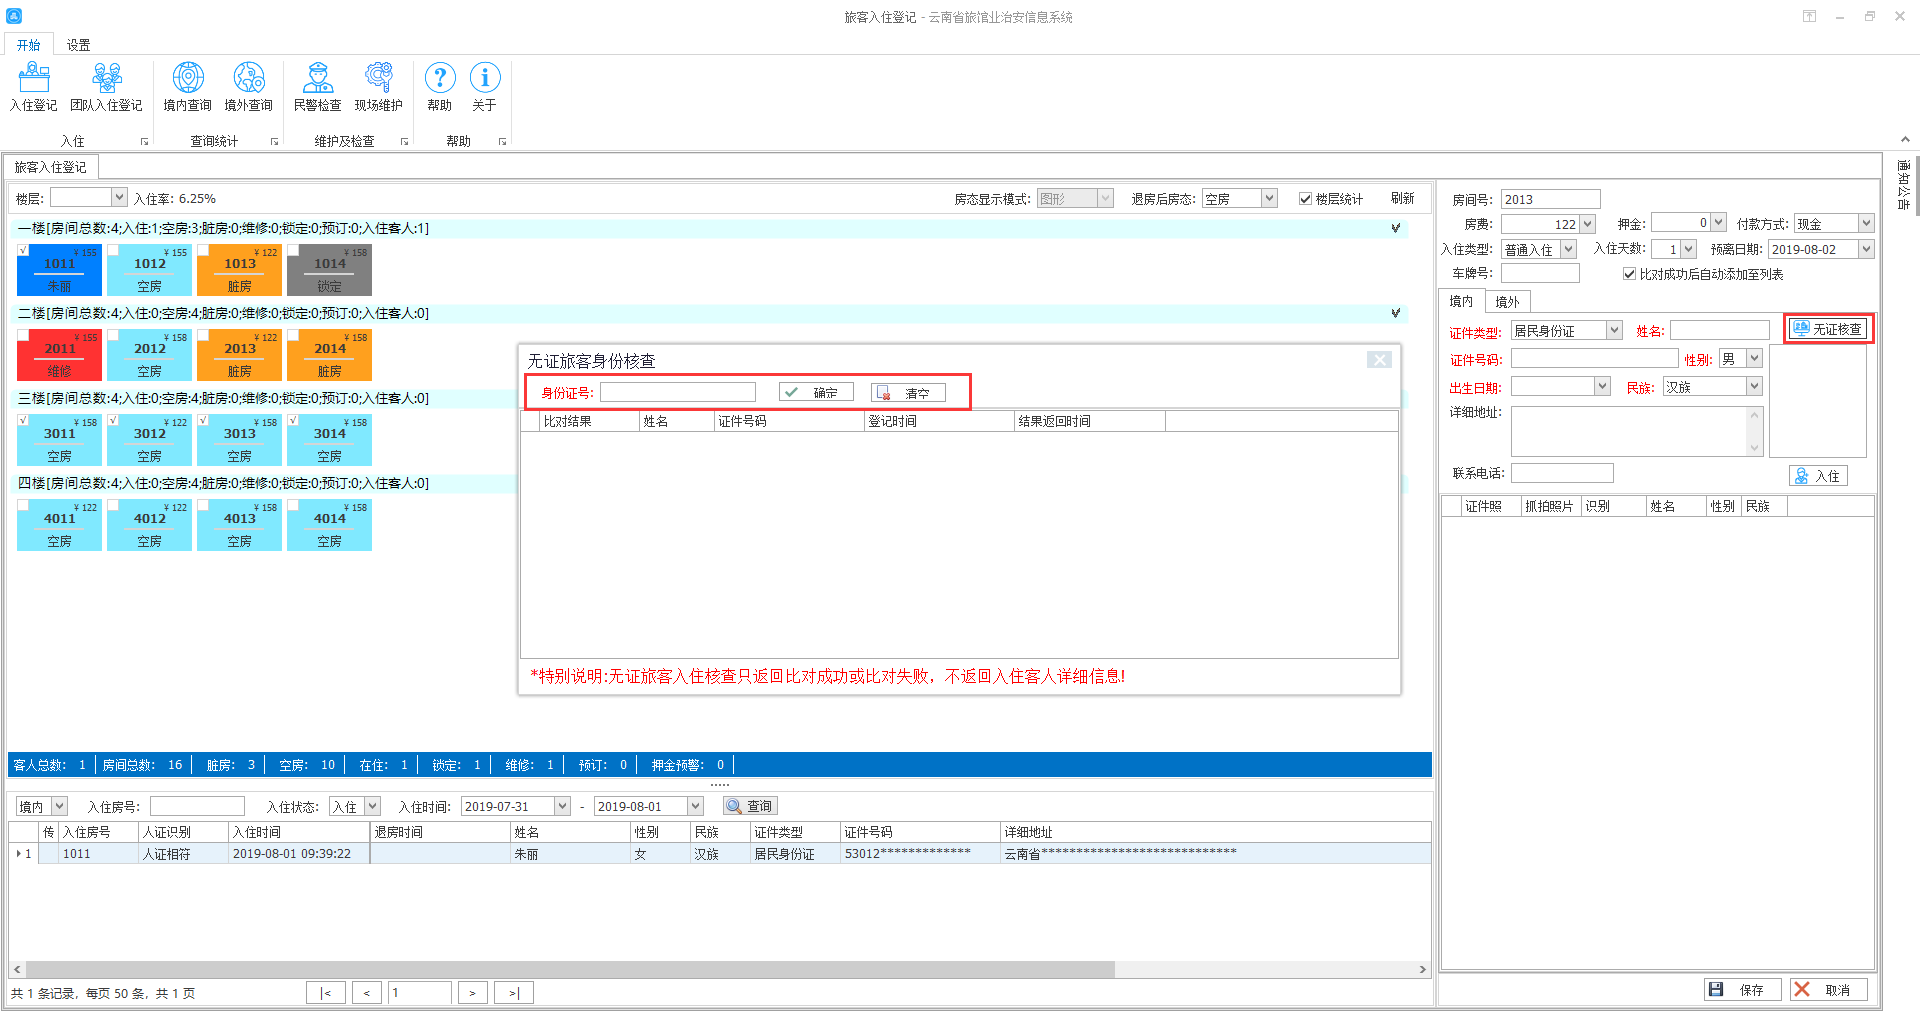 旅客入住登记 - 云南省旅馆业治安信息系统
开始 设置
入住登记 团队入住登记 境内查询 境外查询 民警检查 现场维护 帮助 关于
入住 查询统计 维护及检查 帮助
旅客入住登记
通知公告
楼层: 入住率: 6.25% 房态显示模式: 图形 退房后房态: 空房 楼层统计 刷新
一楼[房间总数:4;入住:1;空房:3;脏房:0;维修:0;锁定:0;预订:0;入住客人:1]
¥ 155 ¥ 155 ¥ 122 ¥ 158
1011 1012 1013 1014
朱丽 空房 脏房 锁定
二楼[房间总数:4;入住:0;空房:4;脏房:0;维修:0;锁定:0;预订:0;入住客人:0]
¥ 155 ¥ 158 ¥ 122 ¥ 158
2011 2012 2013 2014
维修 空房 脏房 脏房
三楼[房间总数:4;入住:0;空房:4;脏房:0;维修:0;锁定:0;预订:0;入住客人:0]
¥ 158 ¥ 122 ¥ 158 ¥ 158
3011 3012 3013 3014
空房 空房 空房 空房
四楼[房间总数:4;入住:0;空房:4;脏房:0;维修:0;锁定:0;预订:0;入住客人:0]
¥ 122 ¥ 122 ¥ 158 ¥ 158
4011 4012 4013 4014
空房 空房 空房 空房
无证旅客身份核查
身份证号: 确定 清空
比对结果 姓名 证件号码 登记时间 结果返回时间
*特别说明:无证旅客入住核查只返回比对成功或比对失败，不返回入住客人详细信息!
客人总数: 1 房间总数: 16 脏房: 3 空房: 10 在住: 1 锁定: 1 维修: 1 预订: 0 押金预警: 0
境内 入住房号: 入住状态: 入住 入住时间: 2019-07-31 - 2019-08-01 查询
传 入住房号 人证识别 入住时间 退房时间 姓名 性别 民族 证件类型 证件号码 详细地址
1 1011 人证相符 2019-08-01 09:39:22 朱丽 女 汉族 居民身份证 53012************* 云南省****************************
共 1 条记录，每页 50 条，共 1 页 |< < 1 > >|
房间号: 2013
房费: 122 押金: 0 付款方式: 现金
入住类型: 普通入住 入住天数: 1 预离日期: 2019-08-02
车牌号: 比对成功后自动添加至列表
境内 境外
证件类型: 居民身份证 姓名: 无证核查
证件号码: 性别: 男
出生日期: 民族: 汉族
详细地址:
联系电话: 入住
证件照 抓拍照片 识别 姓名 性别 民族
保存 取消